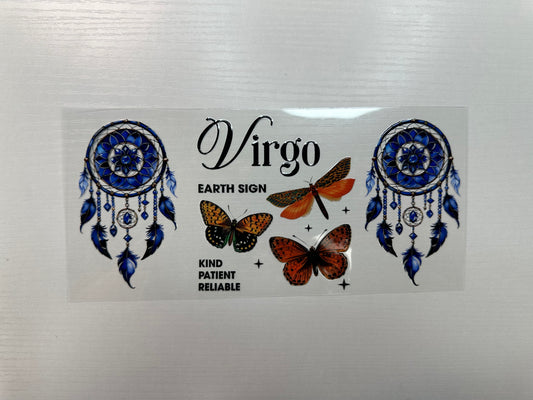 Virgo
EARTH SIGN
KIND
PATIENT
RELIABLE